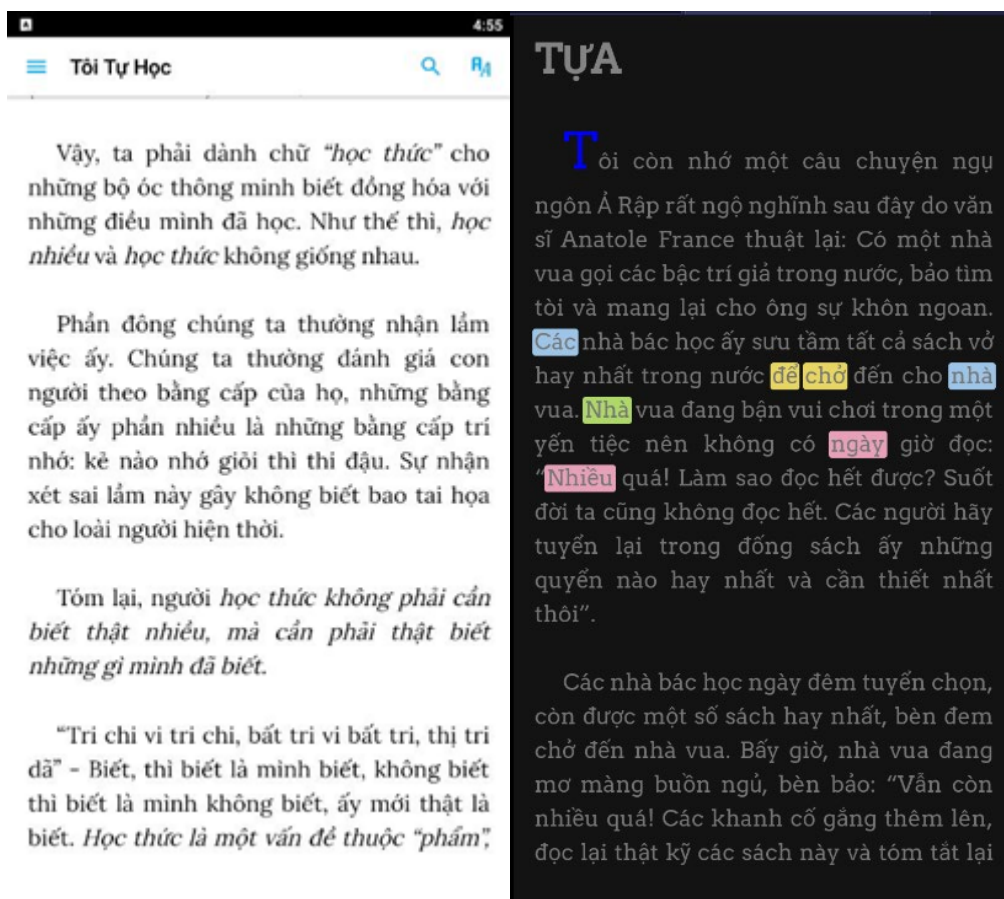 4:55
Tôi Tự Học
Vậy, ta phải dành chữ “học thức” cho
những bộ óc thông minh biết đồng hóa với
những điều mình đã học. Như thế thì, học
nhiều và học thức không giống nhau.
Phần đông chúng ta thường nhận lầm
việc ấy. Chúng ta thường đánh giá con
người theo bằng cấp của họ, những bằng
cấp ấy phần nhiều là những bằng cấp trí
nhớ: kẻ nào nhớ giỏi thì thi đậu. Sự nhận
xét sai lầm này gây không biết bao tai họa
cho loài người hiện thời.
Tóm lại, người học thức không phải cần
biết thật nhiều, mà cần phải thật biết
những gì mình đã biết.
“Tri chi vi tri chi, bất tri vi bất tri, thị tri
dã” – Biết, thì biết là mình biết, không biết
thì biết là mình không biết, ấy mới thật là
biết. Học thức là một vấn đề thuộc “phẩm”,
TỰA
Tôi còn nhớ một câu chuyện ngụ
ngôn Ả Rập rất ngộ nghĩnh sau đây do văn
sĩ Anatole France thuật lại: Có một nhà
vua gọi các bậc trí giả trong nước, bảo tìm
tòi và mang lại cho ông sự khôn ngoan.
Các nhà bác học ấy sưu tầm tất cả sách vở
hay nhất trong nước để chở đến cho nhà
vua. Nhà vua đang bận vui chơi trong một
yến tiệc nên không có ngày giờ đọc:
“Nhiều quá! Làm sao đọc hết được? Suốt
đời ta cũng không đọc hết. Các người hãy
tuyển lại trong đống sách ấy những
quyển nào hay nhất và cần thiết nhất
thôi”.
Các nhà bác học ngày đêm tuyển chọn,
còn được một số sách hay nhất, bèn đem
chở đến nhà vua. Bấy giờ, nhà vua đang
mơ màng buồn ngủ, bèn bảo: “Vẫn còn
nhiều quá! Các khanh cố gắng thêm lên,
đọc lại thật kỹ các sách này và tóm tắt lại